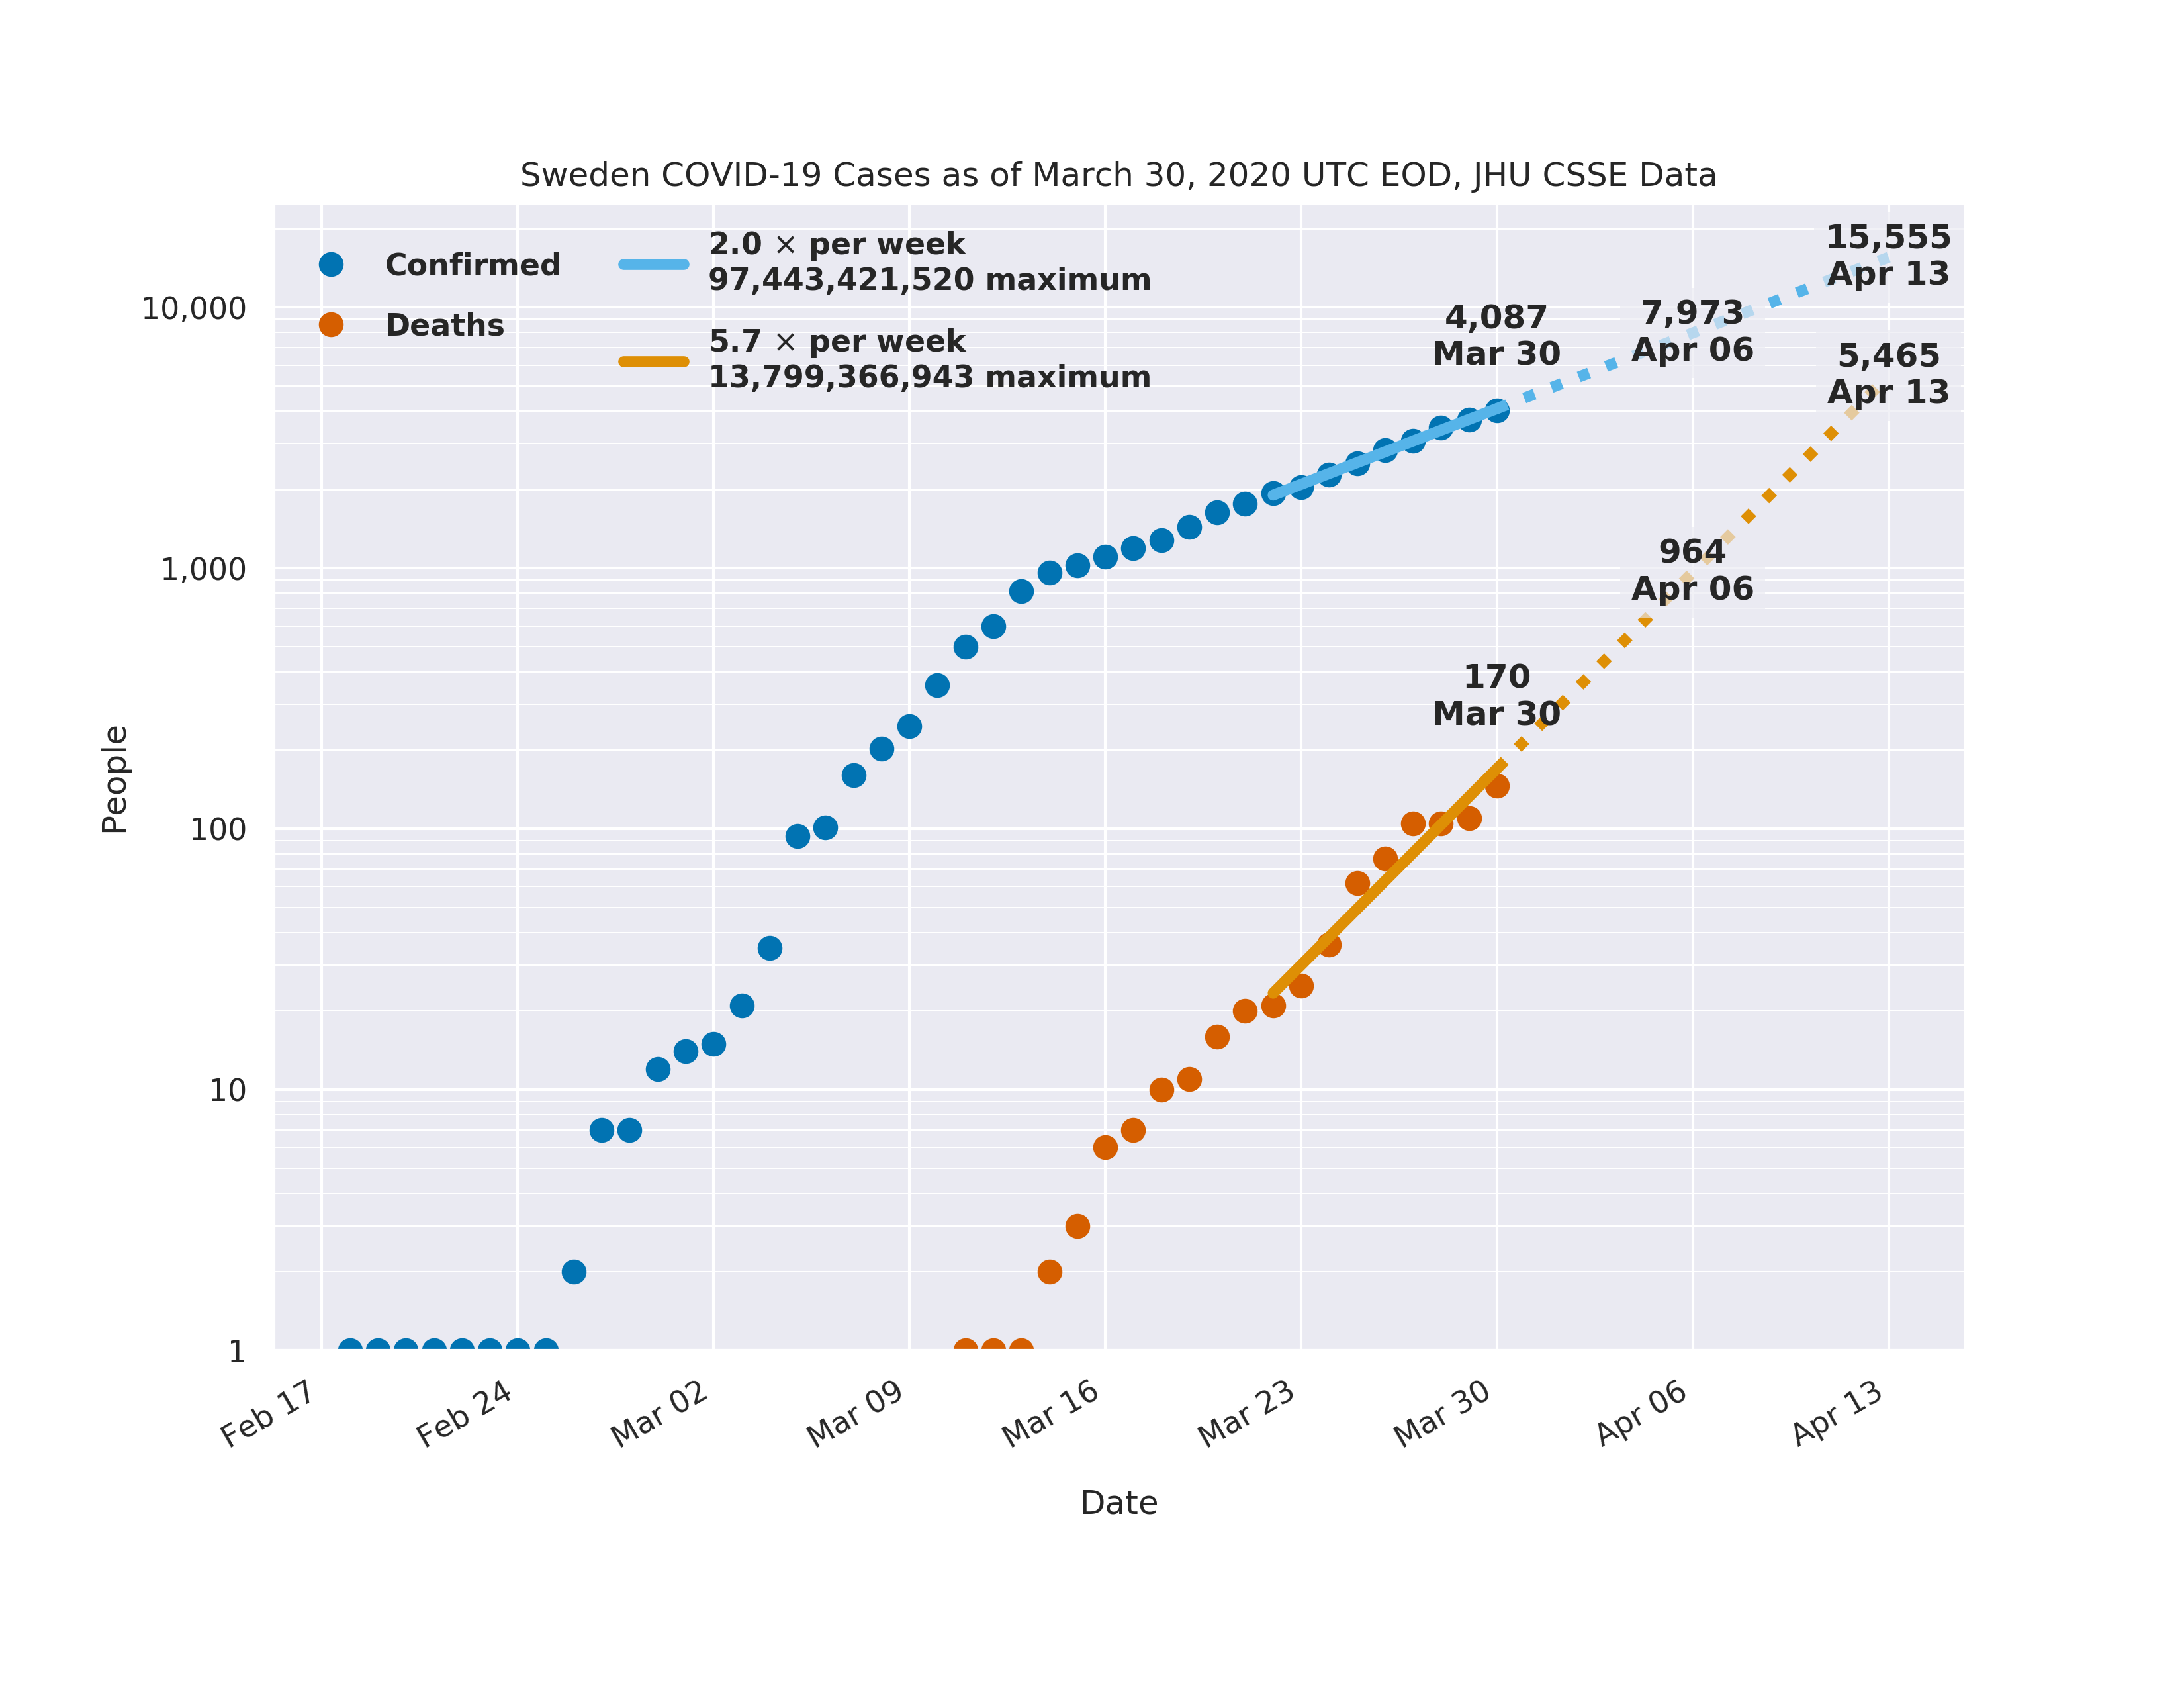 Sweden COVID-19 Cases as of March 30, 2020 UTC EOD, JHU CSSE Data
Confirmed
Deaths
2.0 × per week
97,443,421,520 maximum
5.7 × per week
13,799,366,943 maximum
4,087
Mar 30
7,973
Apr 06
15,555
Apr 13
5,465
Apr 13
964
Apr 06
170
Mar 30
People
10,000
1,000
100
10
1
Feb 17
Feb 24
Mar 02
Mar 09
Mar 16
Mar 23
Mar 30
Apr 06
Apr 13
Date